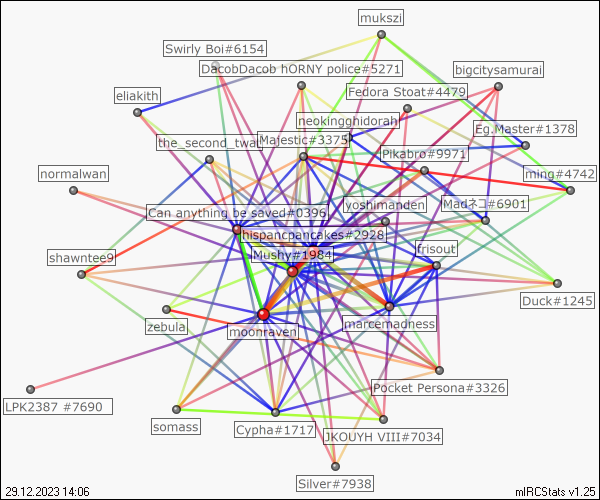 mukszi
Swirly Boi#6154
DacobDacob hORNY police#5271
bigcitysamurai
eliakith
Fedora Stoat#4479
neokingghidorah
Eg.Master#1378
the_second_twail
Majestic#3375
Pikabro#9971
normalwan
ming#4742
yoshimanden
Madネコ#6901
Can anything be saved#0396
hispancpancakes#2928
shawntee9
Mushy#1984
frisout
Duck#1245
zebula
moonraven
marcemadness
Pocket Persona#3326
LPK2387 #7690
somass
Cypha#1717
JKOUYH VIII#7034
Silver#7938
29.12.2023 14:06
mIRCStats v1.25